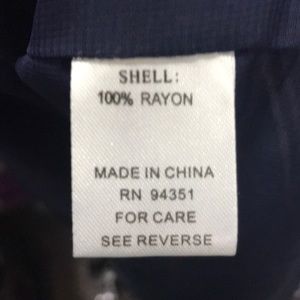 SHELL:
100% RAYON
MADE IN CHINA
RN 94351
FOR CARE
SEE REVERSE